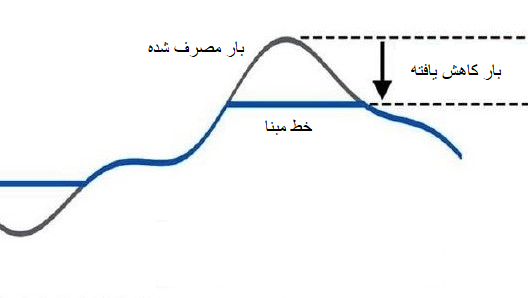 بار مصرف شده
بار کاهش یافته
خط مبنا